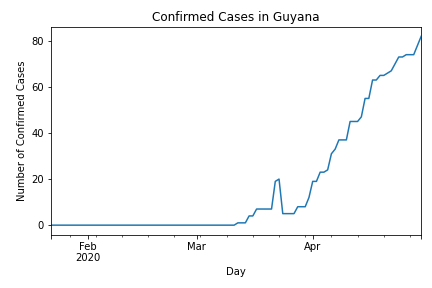 Confirmed Cases in Guyana
80
60
40
20
0
Number of Confirmed Cases
Feb
2020
Mar
Apr
Day